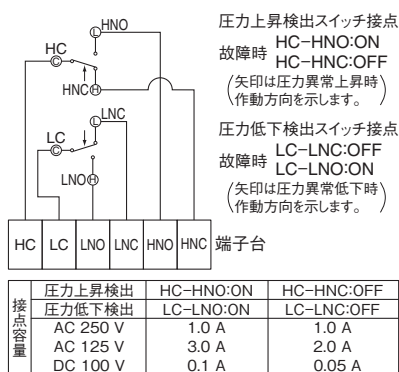 HNO
Ⓛ
HC
Ⓒ
HNC
Ⓗ
圧力上昇検出スイッチ接点
故障時 HC-HNO:ON
HC-HNC:OFF
(矢印は圧力異常上昇時
作動方向を示します。)
LNC
Ⓛ
LC
Ⓒ
LNO
Ⓗ
圧力低下検出スイッチ接点
故障時 LC-LNC:OFF
LC-LNO:ON
(矢印は圧力異常低下時
作動方向を示します。)
HC LC LNO LNC HNO HNC 端子台
接点容量
圧力上昇検出 HC-HNO:ON HC-HNC:OFF
圧力低下検出 LC-LNO:ON LC-LNC:OFF
AC 250 V 1.0 A 1.0 A
AC 125 V 3.0 A 2.0 A
DC 100 V 0.1 A 0.05 A